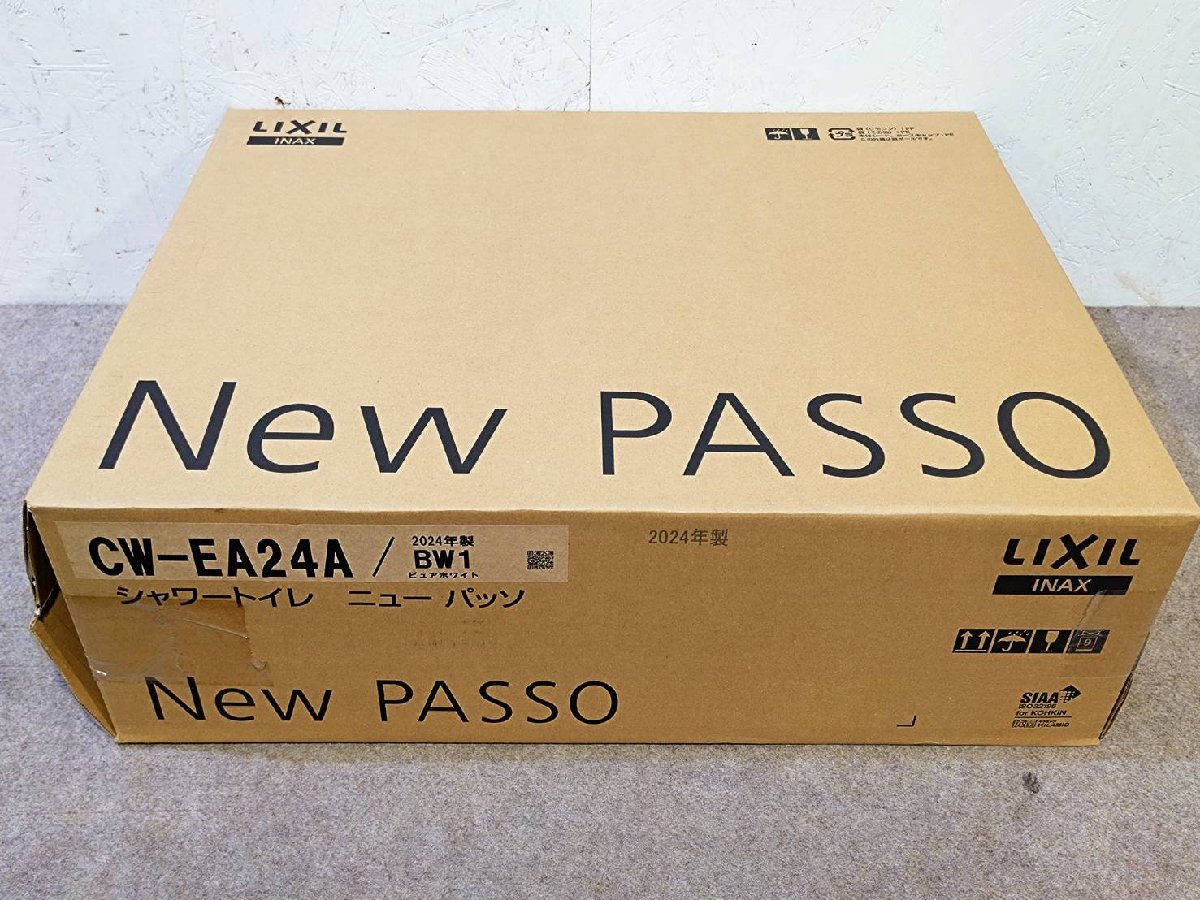 LIXIL
INAX
New PASSO
CW-EA24A / 2024年製
BW1
ピュアホワイト
シャワートイレ ニュー パッソ
2024年製
LIXIL
INAX
New PASSO
SIAA
for KOHKIN